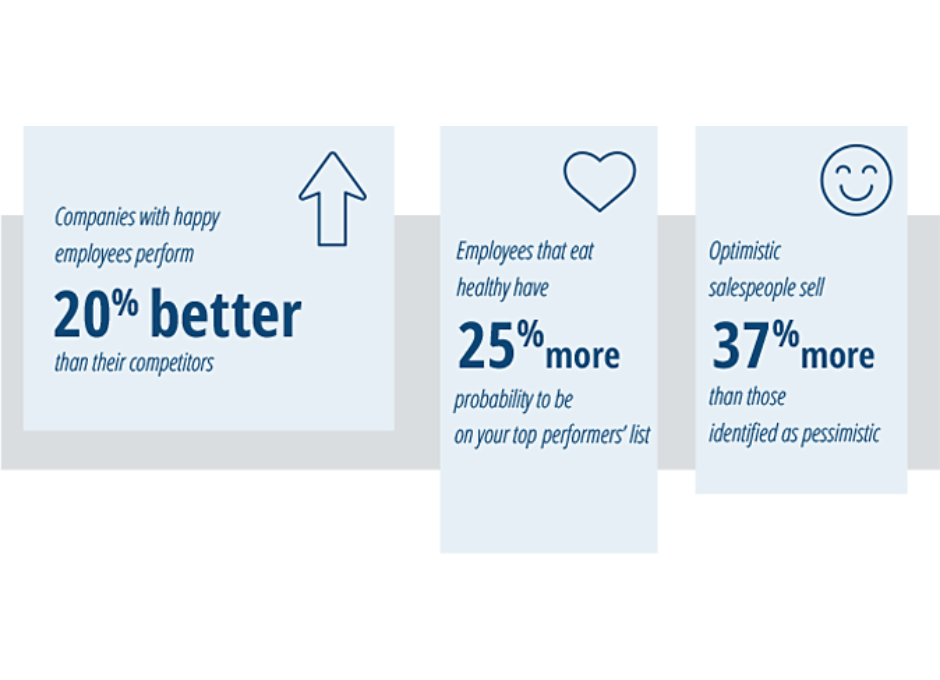 Companies with happy
employees perform
20% better
than their competitors
Employees that eat
healthy have
25% more
probability to be
on your top performers' list
Optimistic
salespeople sell
37% more
than those
identified as pessimistic